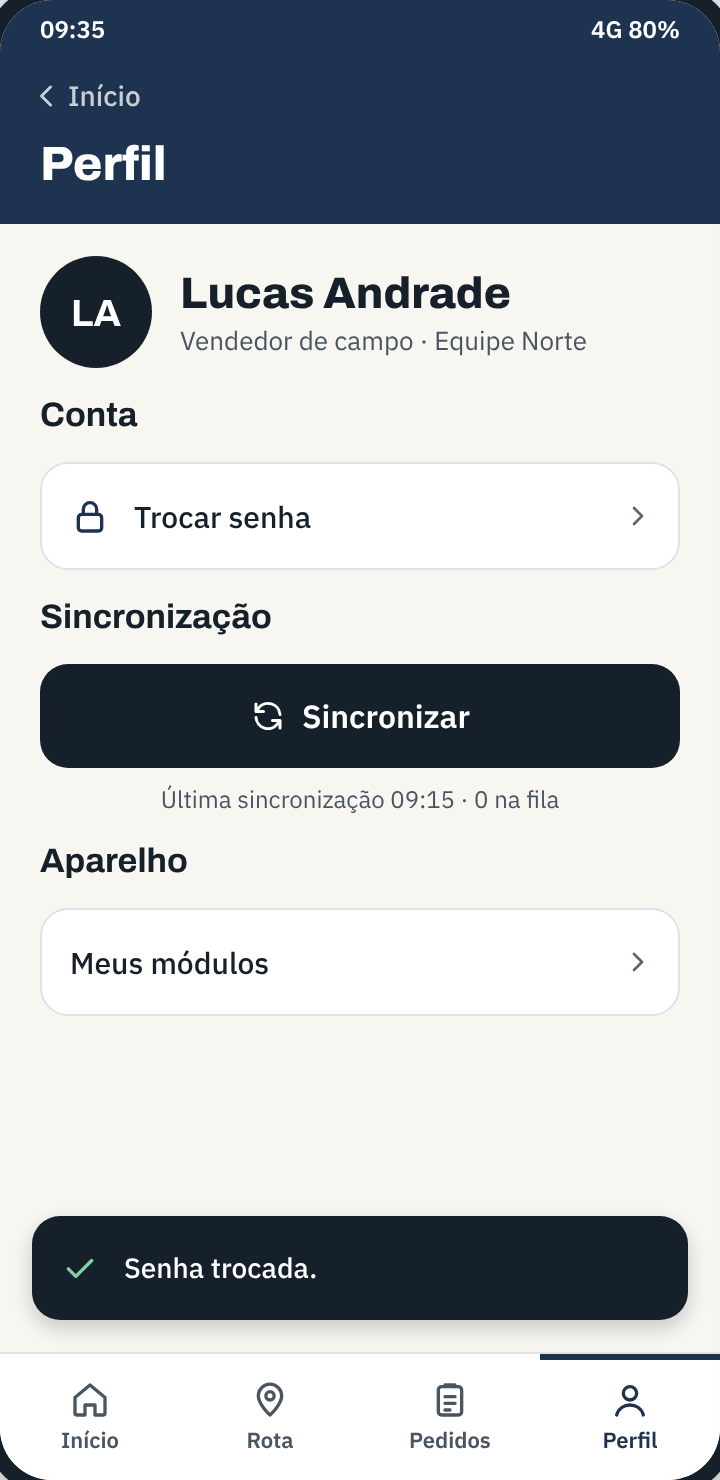 09:35
4G 80%
Início
Perfil
LA
Lucas Andrade
Vendedor de campo · Equipe Norte
Conta
Trocar senha
Sincronização
Sincronizar
Última sincronização 09:15 · 0 na fila
Aparelho
Meus módulos
Senha trocada.
Início
Rota
Pedidos
Perfil